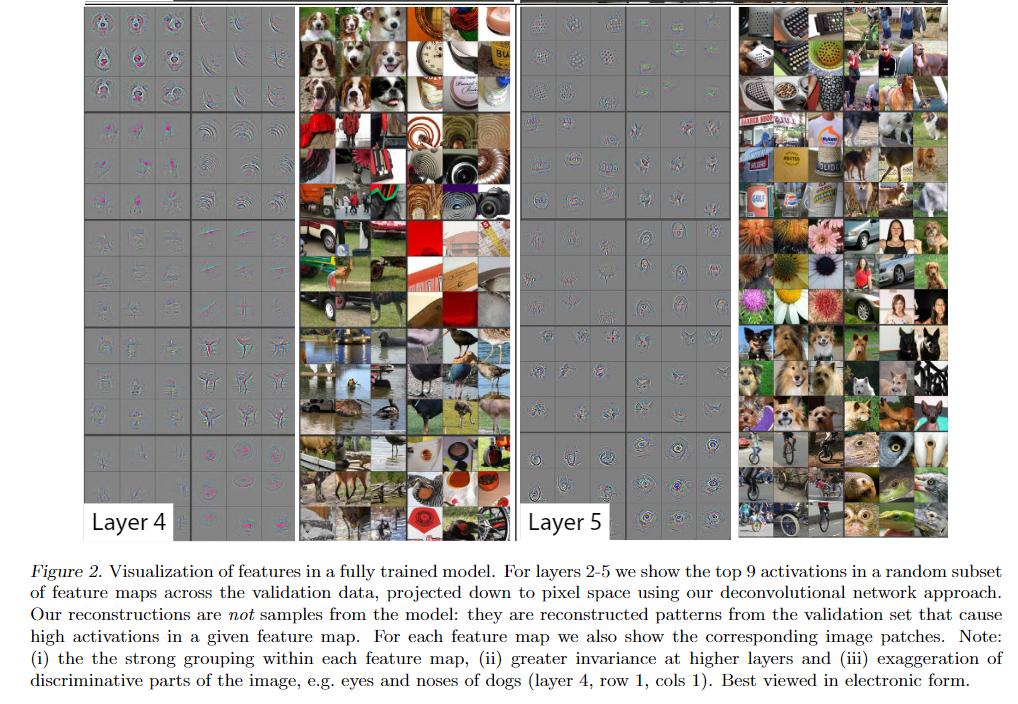 Layer 4
Layer 5
Figure 2. Visualization of features in a fully trained model. For layers 2-5 we show the top 9 activations in a random subset
of feature maps across the validation data, projected down to pixel space using our deconvolutional network approach.
Our reconstructions are not samples from the model: they are reconstructed patterns from the validation set that cause
high activations in a given feature map. For each feature map we also show the corresponding image patches. Note:
(i) the the strong grouping within each feature map, (ii) greater invariance at higher layers and (iii) exaggeration of
discriminative parts of the image, e.g. eyes and noses of dogs (layer 4, row 1, cols 1). Best viewed in electronic form.